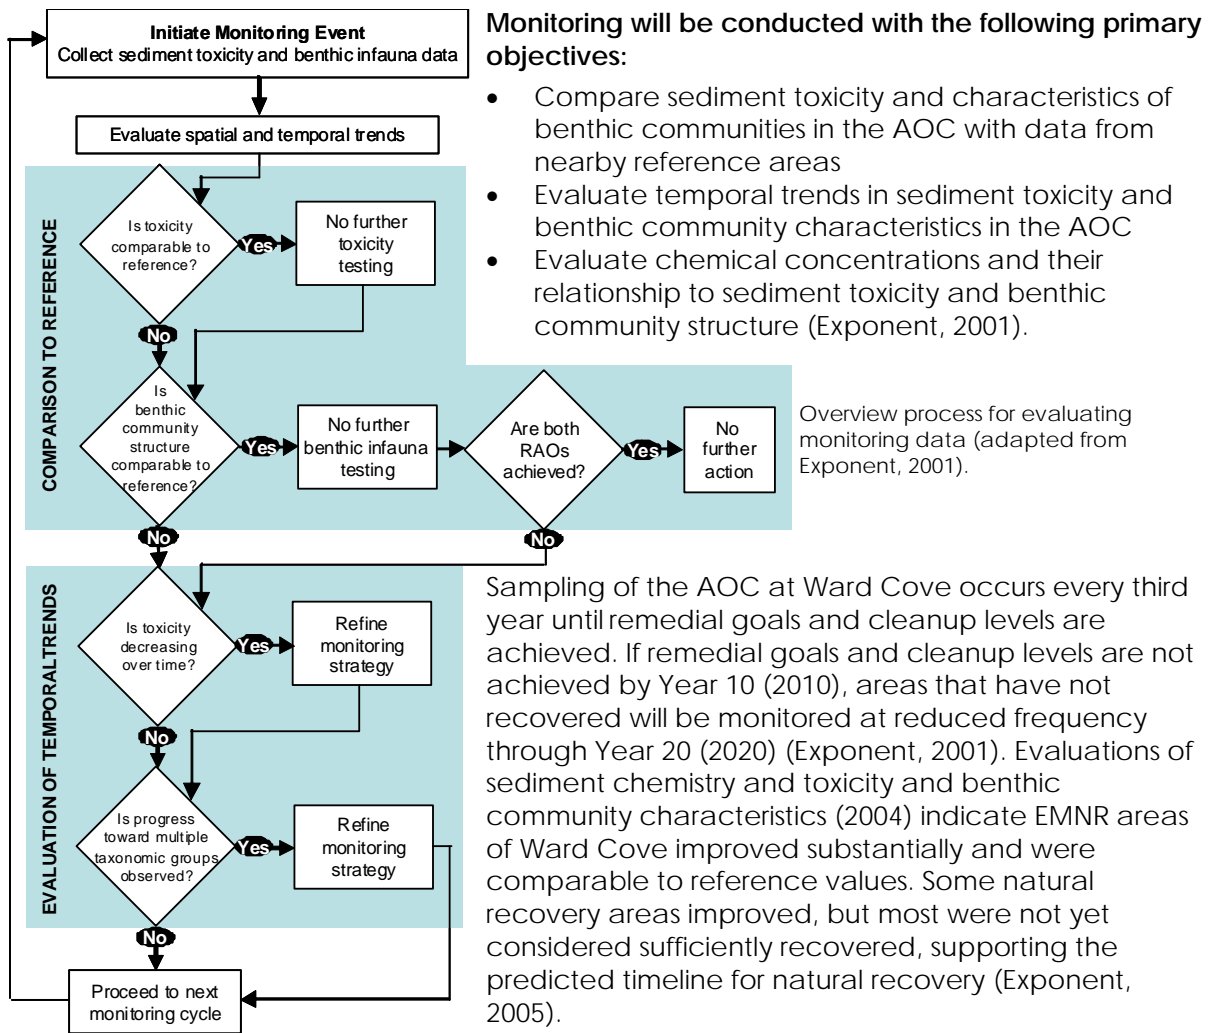 Initiate Monitoring Event
Collect sediment toxicity and benthic infauna data
Evaluate spatial and temporal trends
COMPARISON TO REFERENCE
Is toxicity
comparable to
reference?
Yes
No further
toxicity
testing
No
Is
benthic
community
structure
comparable to
reference?
Yes
No further
benthic infauna
testing
Are both
RAOs
achieved?
Yes
No
further
action
No
No
EVALUATION OF TEMPORALTRENDS
Is toxicity
decreasing
over time?
Yes
Refine
monitoring
strategy
No
Is progress
toward multiple
taxonomic groups
observed?
Yes
Refine
monitoring
strategy
No
Proceed to next
monitoring cycle
Monitoring will be conducted with the following primary
objectives:
• Compare sediment toxicity and characteristics of
benthic communities in the AOC with data from
nearby reference areas
• Evaluate temporal trends in sediment toxicity and
benthic community characteristics in the AOC
• Evaluate chemical concentrations and their
relationship to sediment toxicity and benthic
community structure (Exponent, 2001).
Overview process for evaluating
monitoring data (adapted from
Exponent, 2001).
Sampling of the AOC at Ward Cove occurs every third
year until remedial goals and cleanup levels are
achieved. If remedial goals and cleanup levels are not
achieved by Year 10 (2010), areas that have not
recovered will be monitored at reduced frequency
through Year 20 (2020) (Exponent, 2001). Evaluations of
sediment chemistry and toxicity and benthic
community characteristics (2004) indicate EMNR areas
of Ward Cove improved substantially and were
comparable to reference values. Some natural
recovery areas improved, but most were not yet
considered sufficiently recovered, supporting the
predicted timeline for natural recovery (Exponent,
2005).